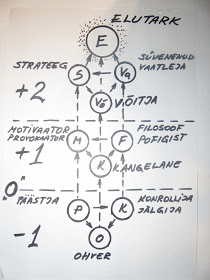 ELUTARK
E
STRATEEG
SÜVENENUD
VAATLEJA
S
Va
+2
Võ
VÕITJA
MOTIVAATOR
PROVOKAATOR
FILOSOOF
POFIGIST
M
F
+1
K
KANGELANE
"0"
PÄÄSTJA
KONROLLIJA
JÄLGIJA
P
K
-1
O
OHVER